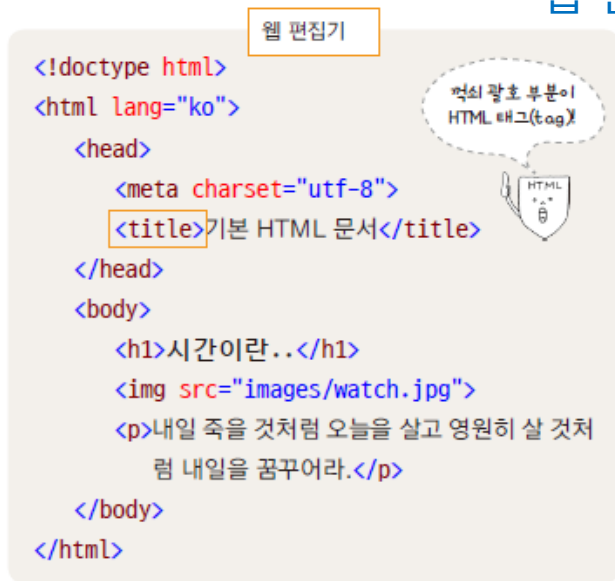 웹 편집기
<!doctype html>
<html lang="ko">
<head>
<meta charset="utf-8">
<title>기본 HTML 문서</title>
</head>
<body>
<h1>시간이란..</h1>
<img src="images/watch.jpg">
<p>내일 죽을 것처럼 오늘을 살고 영원히 살 것처
럼 내일을 꿈꾸어라.</p>
</body>
</html>
꺽쇠 괄호 부분이
HTML 태그(tag)!
HTML